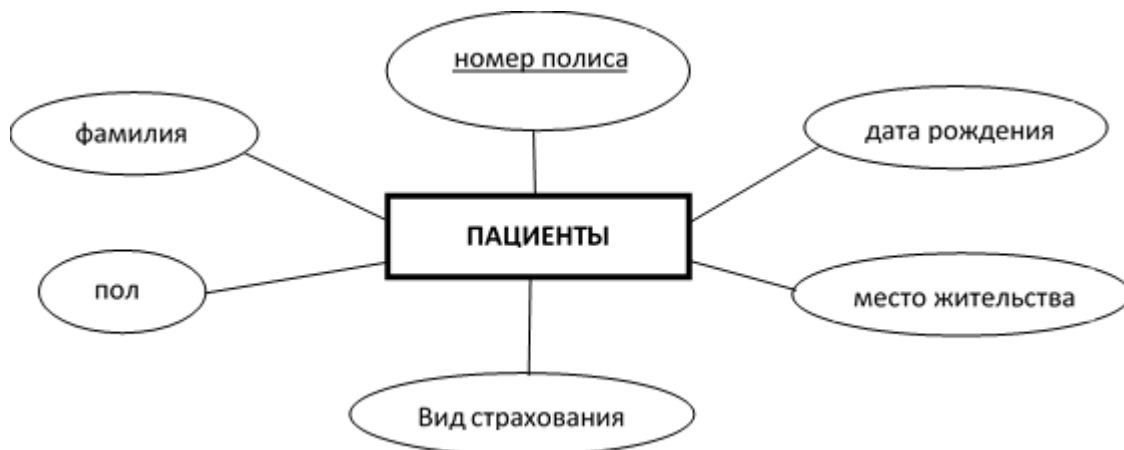 номер полиса
фамилия
дата рождения
ПАЦИЕНТЫ
пол
место жительства
Вид страхования